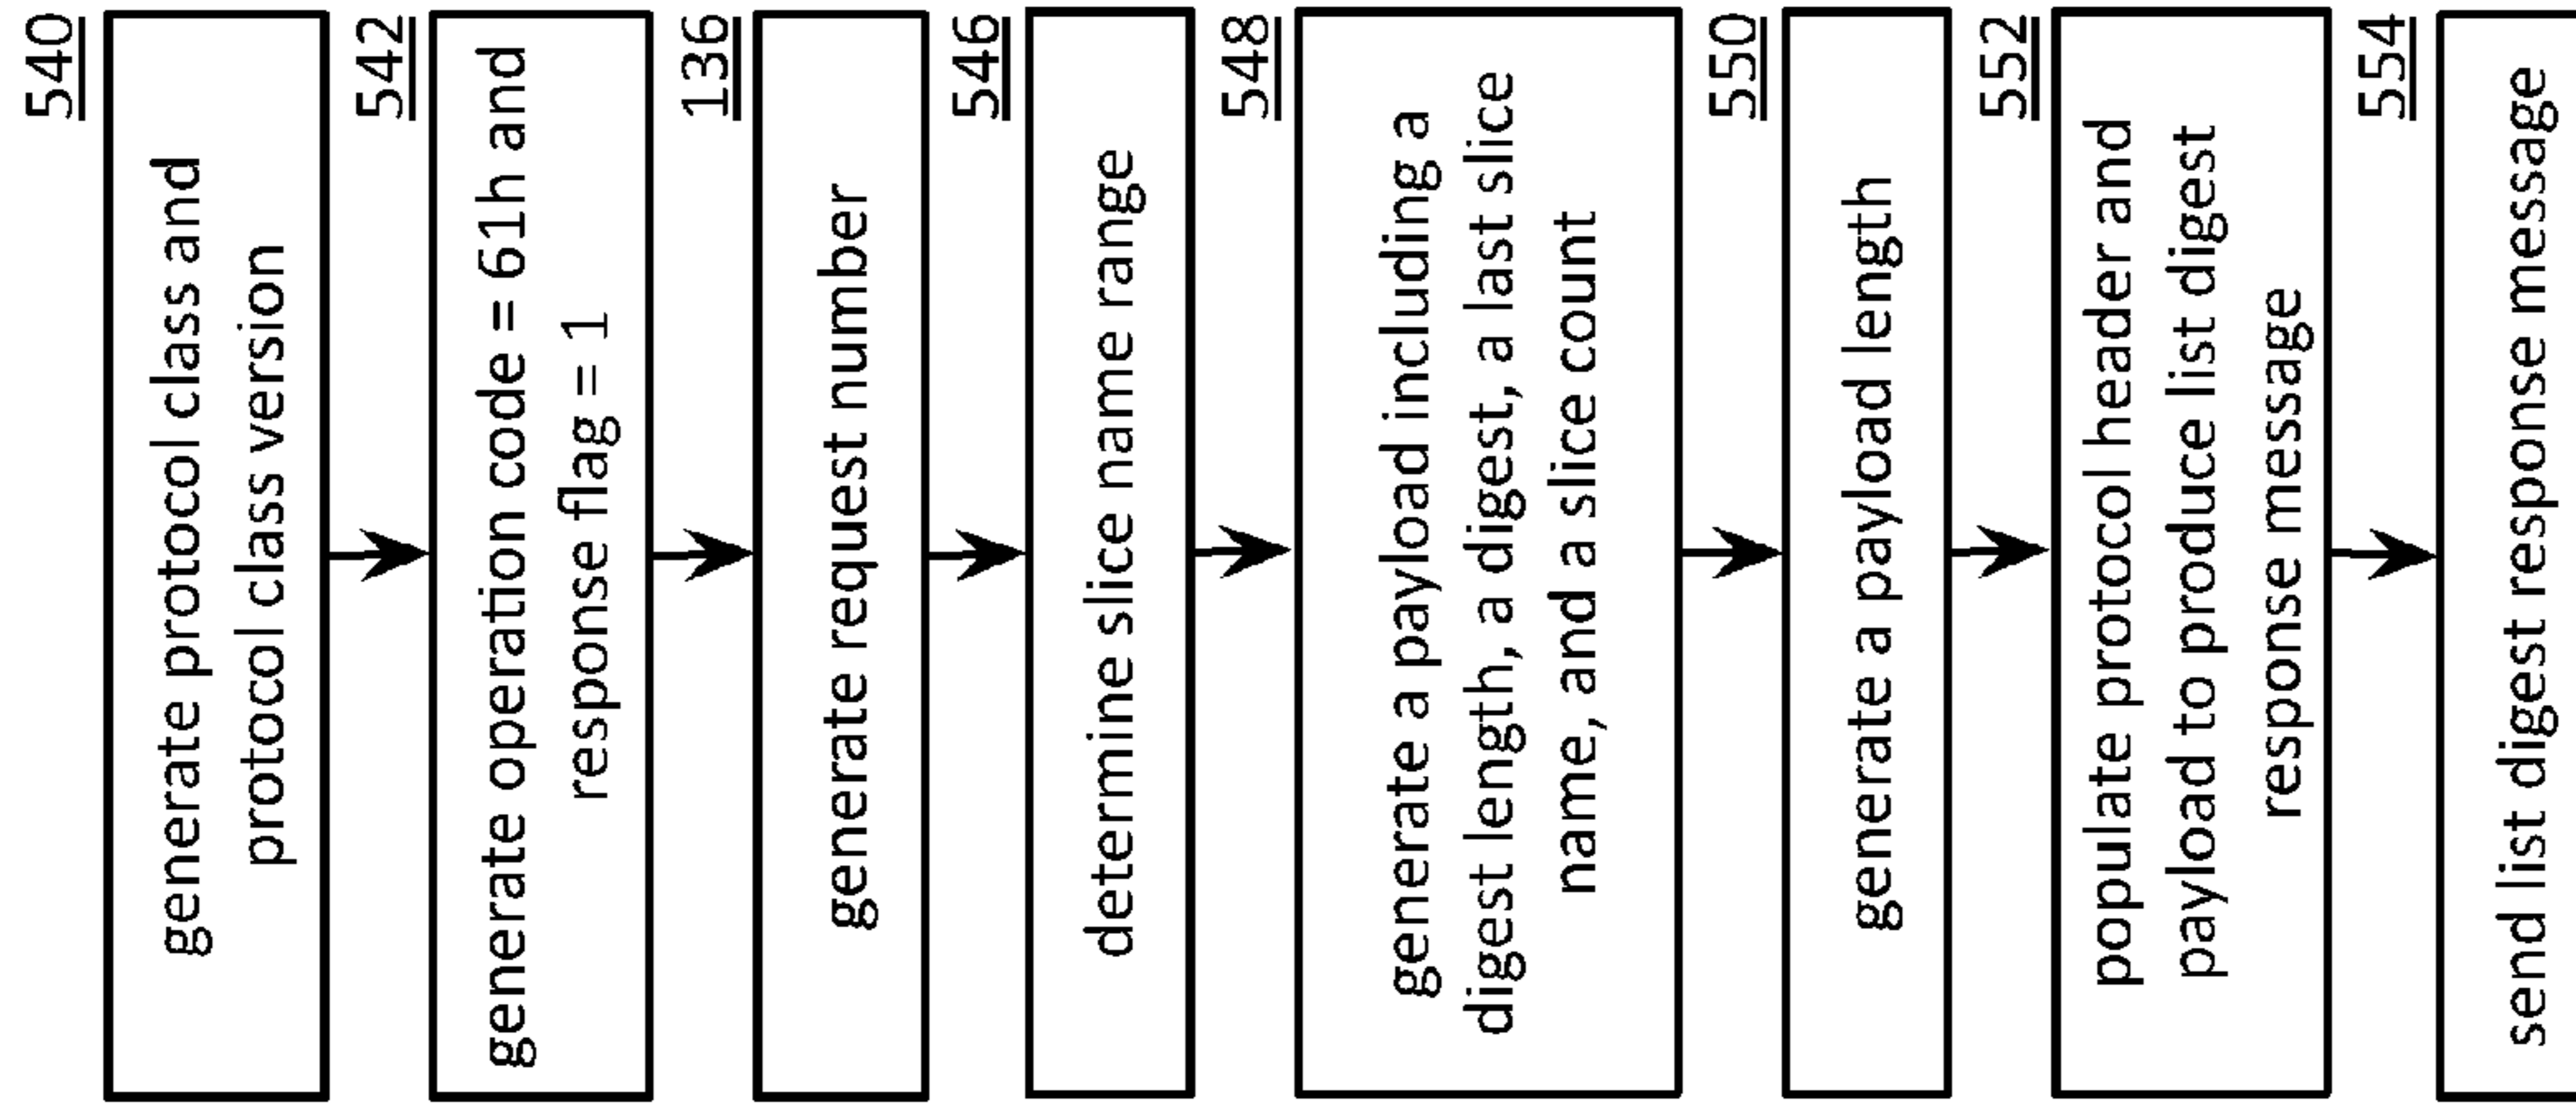 540
generate protocol class and
protocol class version
542
generate operation code = 61h and
response flag = 1
136
generate request number
546
determine slice name range
548
generate a payload including a
digest length, a digest, a last slice
name, and a slice count
550
generate a payload length
552
populate protocol header and
payload to produce list digest
response message
554
send list digest response message